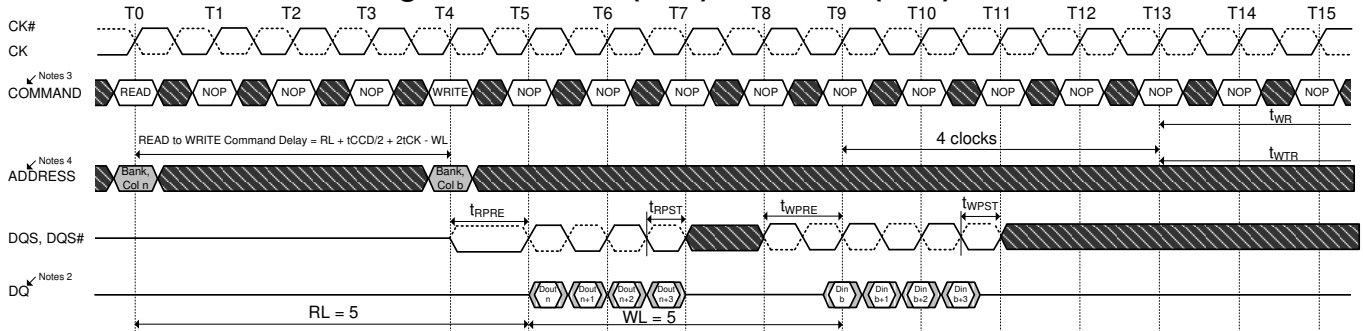 T0 T1 T2 T3 T4 T5 T6 T7 T8 T9 T10 T11 T12 T13 T14 T15
CK#
CK
Notes 3
COMMAND READ NOP NOP NOP WRITE NOP NOP NOP NOP NOP NOP NOP NOP NOP NOP NOP
tWR
READ to WRITE Command Delay = RL + tCCD/2 + 2tCK - WL
4 clocks
tWTR
Notes 4
ADDRESS
Bank,
Col n
Bank,
Col b
tRPRE tRPST tWPRE tWPST
DQS, DQS#
Notes 2
DQ
Dout
n
Dout
n+1
Dout
n+2
Dout
n+3
Din
b
Din
b+1
Din
b+2
Din
b+3
RL = 5 WL = 5